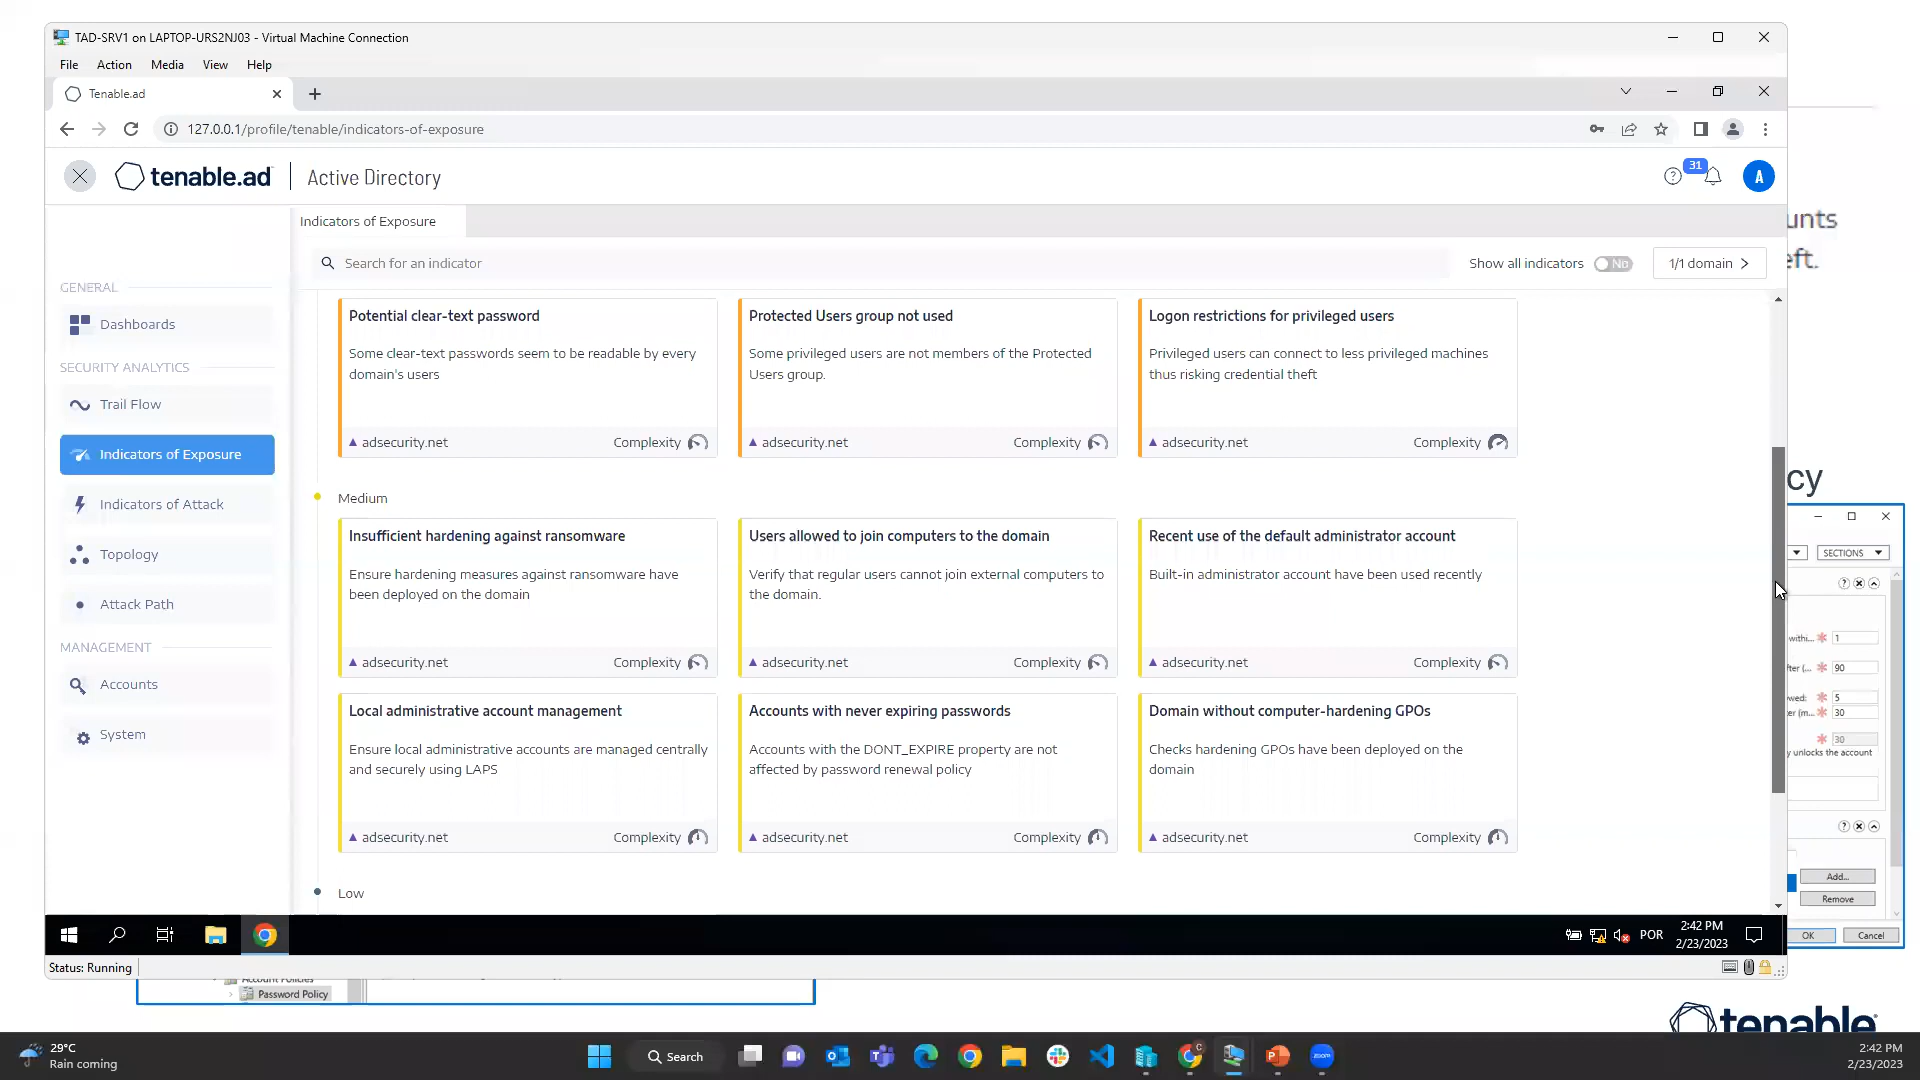 TAD-SRV1 on LAPTOP-URS2NJ03 - Virtual Machine Connection
File Action Media View Help
Tenable.ad
127.0.0.1/profile/tenable/indicators-of-exposure
tenable.ad
Active Directory
31
A
Indicators of Exposure
Search for an indicator
Show all indicators
No
1/1 domain
GENERAL
Dashboards
SECURITY ANALYTICS
Trail Flow
Indicators of Exposure
Indicators of Attack
Topology
Attack Path
MANAGEMENT
Accounts
System
Potential clear-text password
Some clear-text passwords seem to be readable by every
domain's users
adsecurity.net
Complexity
Protected Users group not used
Some privileged users are not members of the Protected
Users group.
adsecurity.net
Complexity
Logon restrictions for privileged users
Privileged users can connect to less privileged machines
thus risking credential theft
adsecurity.net
Complexity
Medium
Insufficient hardening against ransomware
Ensure hardening measures against ransomware have
been deployed on the domain
adsecurity.net
Complexity
Users allowed to join computers to the domain
Verify that regular users cannot join external computers to
the domain.
adsecurity.net
Complexity
Recent use of the default administrator account
Built-in administrator account have been used recently
adsecurity.net
Complexity
Local administrative account management
Ensure local administrative accounts are managed centrally
and securely using LAPS
adsecurity.net
Complexity
Accounts with never expiring passwords
Accounts with the DONT_EXPIRE property are not
affected by password renewal policy
adsecurity.net
Complexity
Domain without computer-hardening GPOs
Checks hardening GPOs have been deployed on the
domain
adsecurity.net
Complexity
Low
POR
2:42 PM
2/23/2023
Status: Running
unts
eft.
cy
SECTIONS
1
90
5
30
30
y unlocks the account
Add...
Remove
OK
Cancel
Account Policies
Password Policy
tenable
29°C
Rain coming
Search
zoom
2:42 PM
2/23/2023